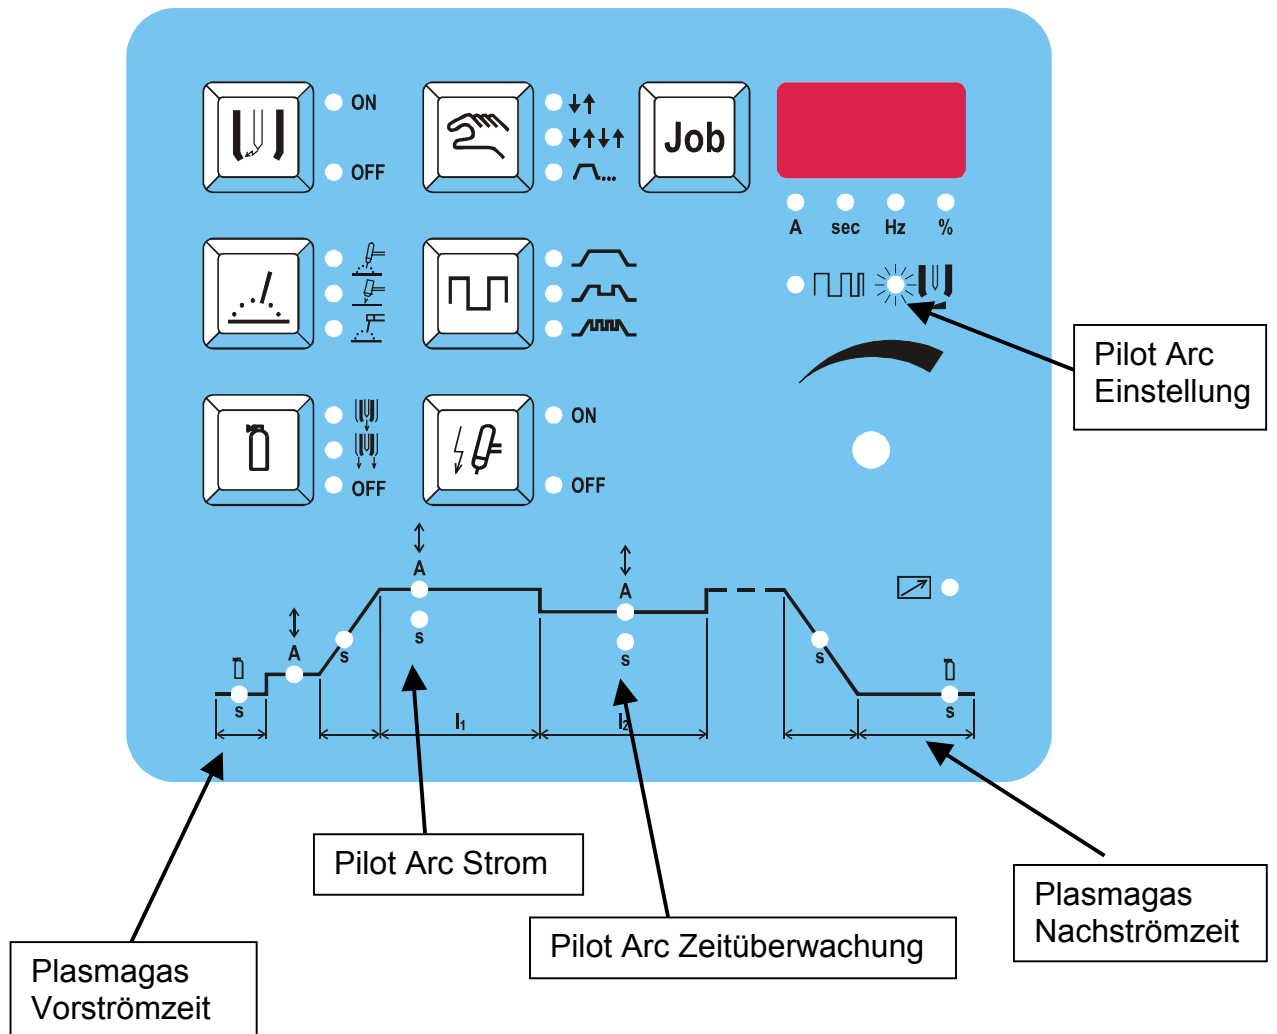 ON
OFF
Job
A sec Hz %
Pilot Arc
Einstellung
ON
OFF
OFF
A
s
A
s
A
s
s
s
s
I₁
I₂
Pilot Arc Strom
Pilot Arc Zeitüberwachung
Plasmagas
Nachströmzeit
Plasmagas
Vorströmzeit